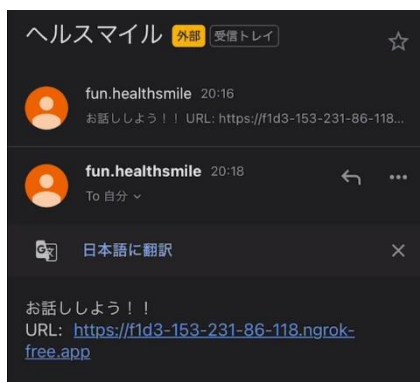 ヘルスマイル 外部 受信トレイ
fun.healthsmile 20:16
お話ししよう！！ URL: https://f1d3-153-231-86-118...
fun.healthsmile 20:18
To 自分
日本語に翻訳
お話ししよう！！
URL: https://f1d3-153-231-86-118.ngrok-
free.app